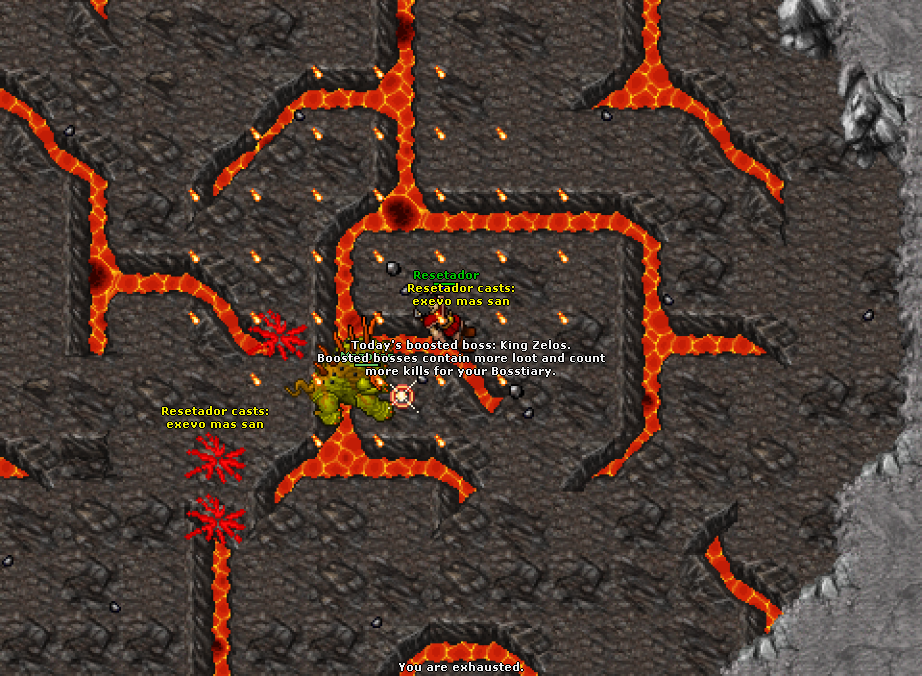 Resetador
Resetador casts:
exevo mas san
Today's boosted boss: King Zelos.
Boosted bosses contain more loot and count
more kills for your Bosstiary.
Resetador casts:
exevo mas san
You are exhausted.